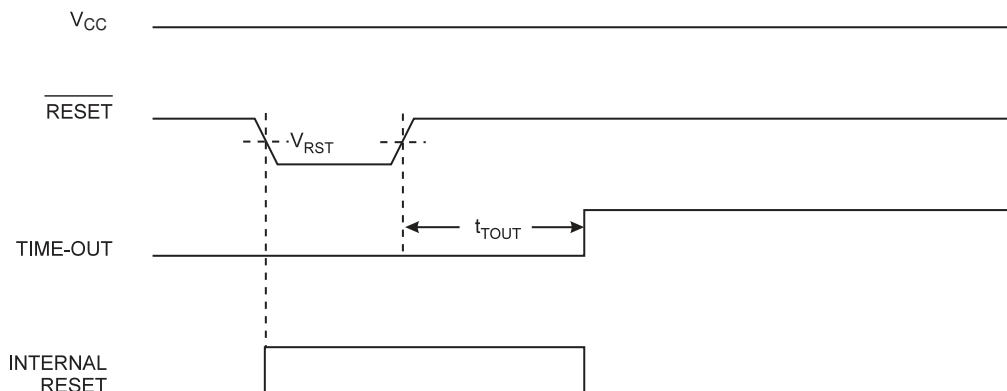 VCC
RESET
VRST
tTOUT
TIME-OUT
INTERNAL
RESET